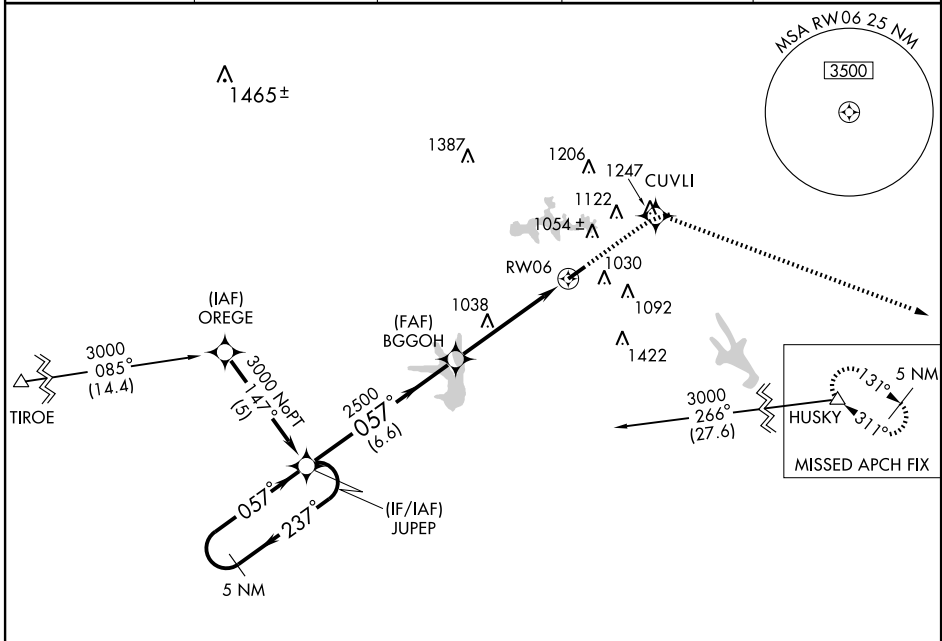 MSA RW06 25 NM
3500
1465±
1387
1206
1247
CUVLI
1122
1054±
RW06
1030
1092
1038
1422
(IAF)
OREGE
(FAF)
BGGOH
3000
085°
(14.4)
TIROE
3000 NoPT
147°
(5)
2500
057°
(6.6)
3000
266°
(27.6)
HUSKY
131°
5 NM
311°
MISSED APCH FIX
057°
237°
(IF/IAF)
JUPEP
5 NM